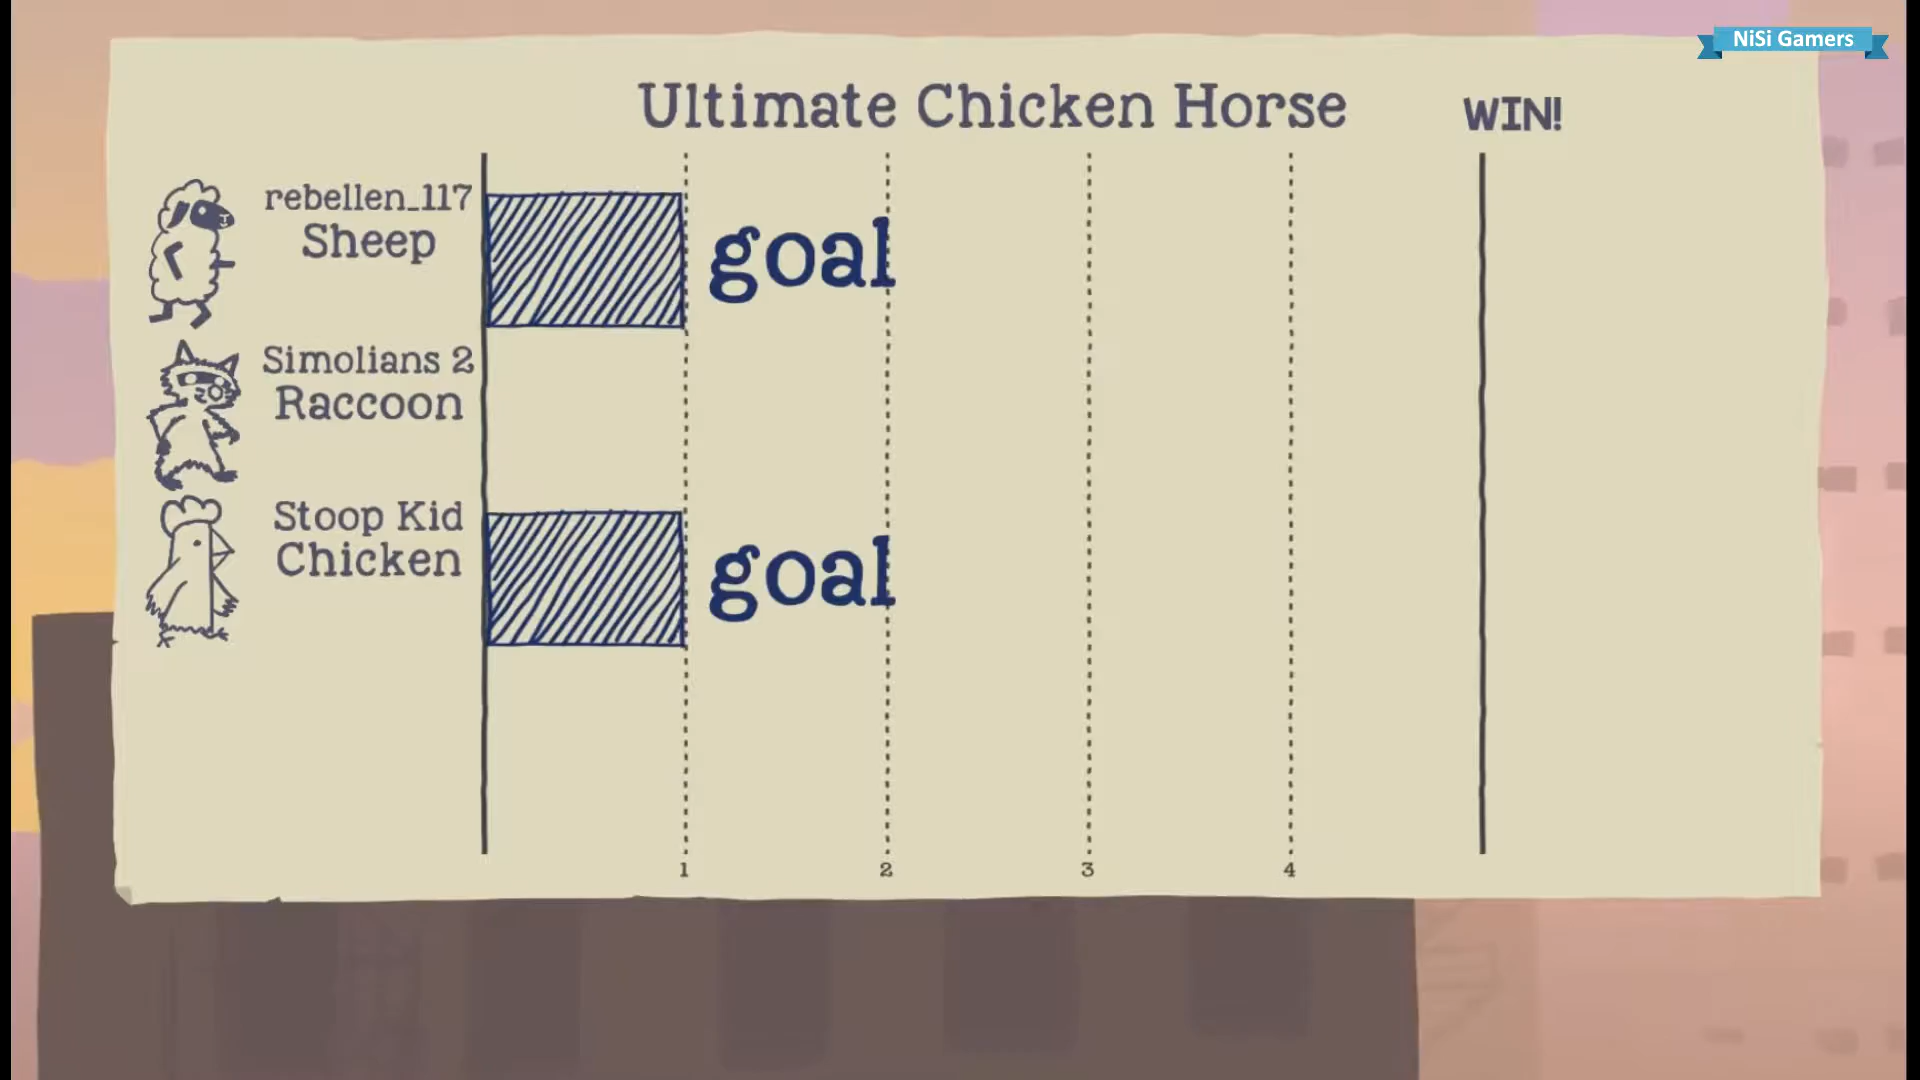 NiSi Gamers
Ultimate Chicken Horse
WIN!
rebellen_117
Sheep
goal
Simolians 2
Raccoon
Stoop Kid
Chicken
goal
1 2 3 4